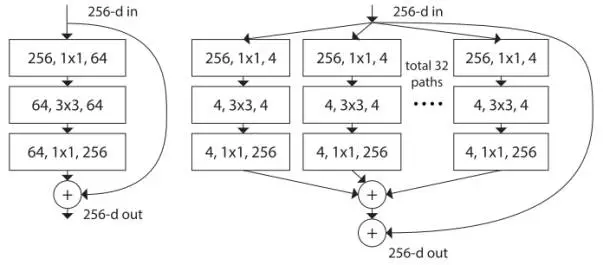 256-d in
256, 1x1, 64
64, 3x3, 64
64, 1x1, 256
+
256-d out
256-d in
256, 1x1, 4
256, 1x1, 4
256, 1x1, 4
total 32
paths
....
4, 3x3, 4
4, 3x3, 4
4, 3x3, 4
4, 1x1, 256
4, 1x1, 256
4, 1x1, 256
+
+
256-d out